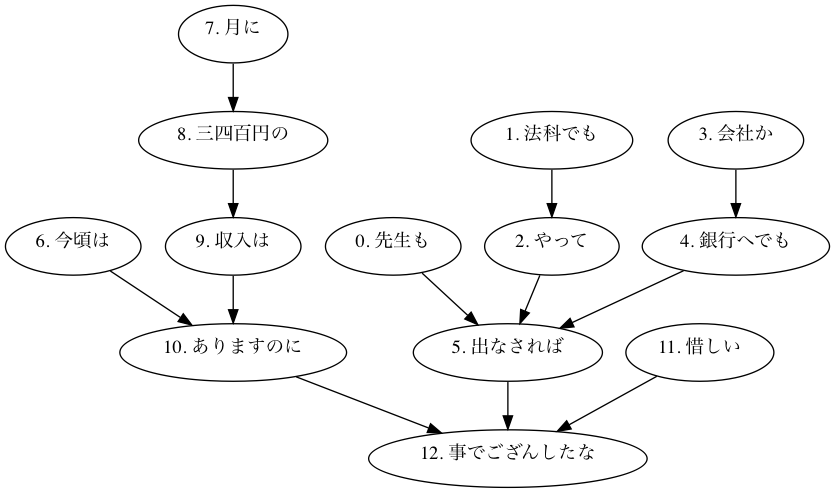 7. 月に
8. 三四百円の
1. 法科でも
3. 会社か
6. 今頃は
9. 収入は
0. 先生も
2. やって
4. 銀行へでも
10. ありますのに
5. 出なされば
11. 惜しい
12. 事でござんしたな